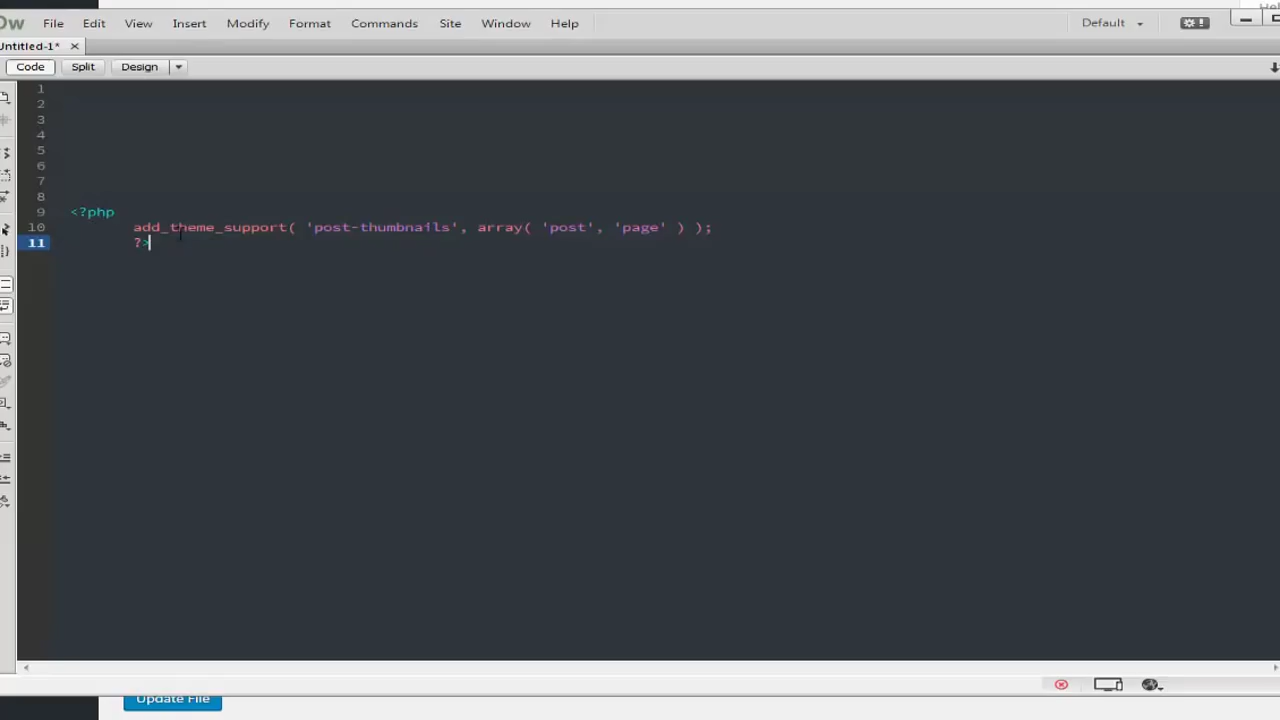 Hel
Dw File Edit View Insert Modify Format Commands Site Window Help Default
Untitled-1*
Code Split Design
1
2
3
4
5
6
7
8
9 <?php
10 add_theme_support( 'post-thumbnails', array( 'post', 'page' ) );
11 ?>
Update File